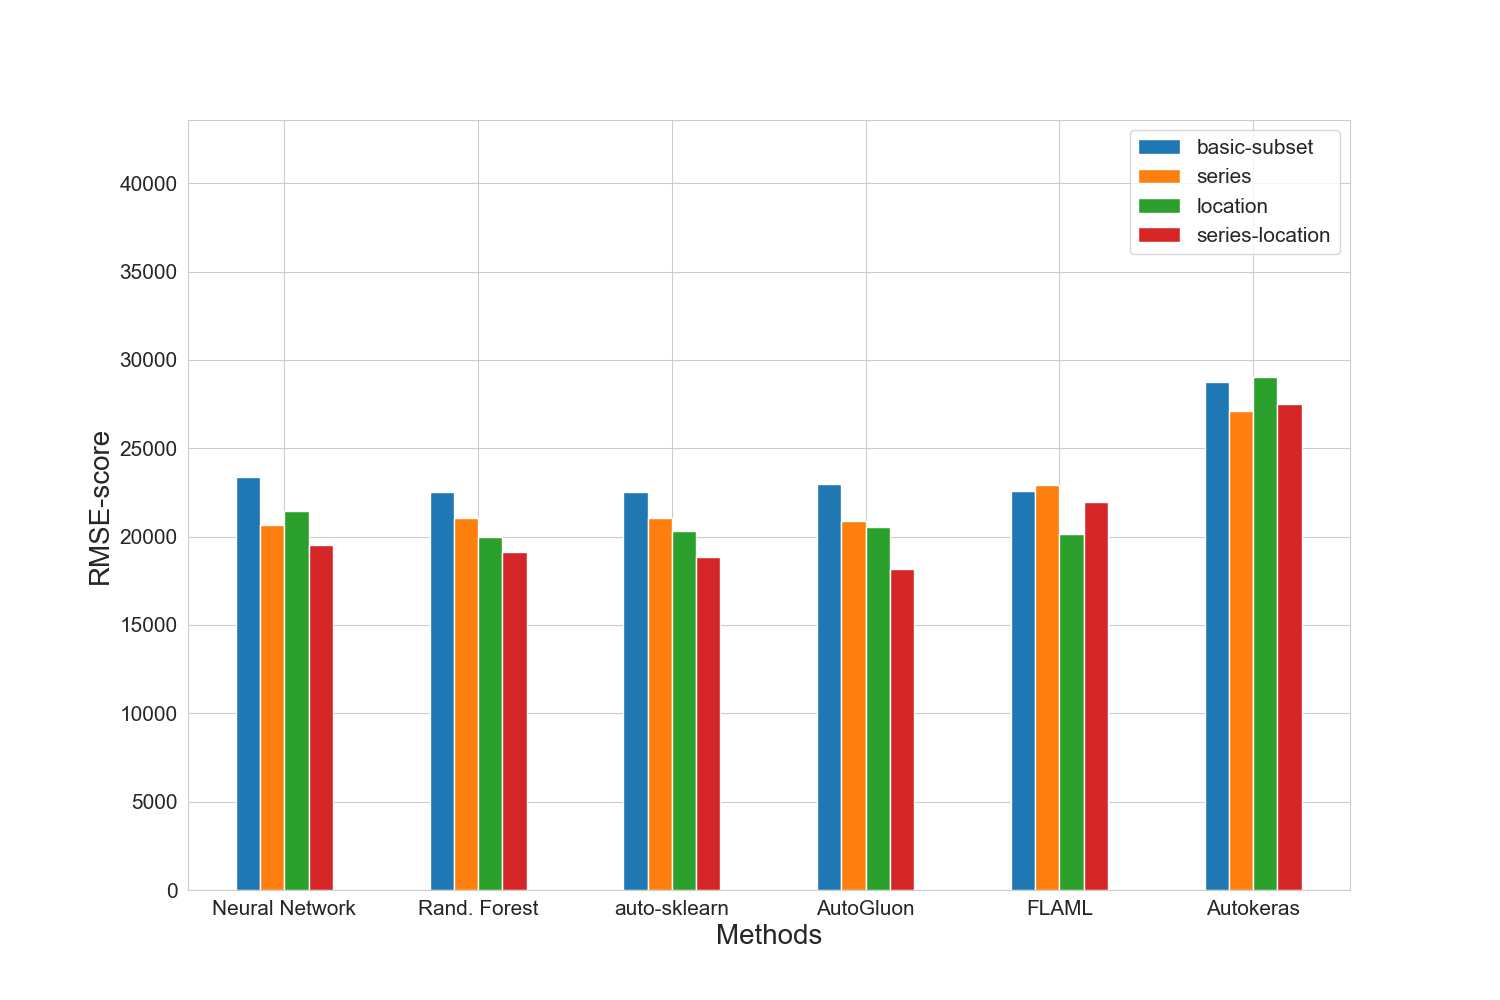 basic-subset
series
location
series-location
40000
35000
30000
25000
20000
15000
10000
5000
0
RMSE-score
Neural Network Rand. Forest auto-sklearn AutoGluon FLAML Autokeras
Methods